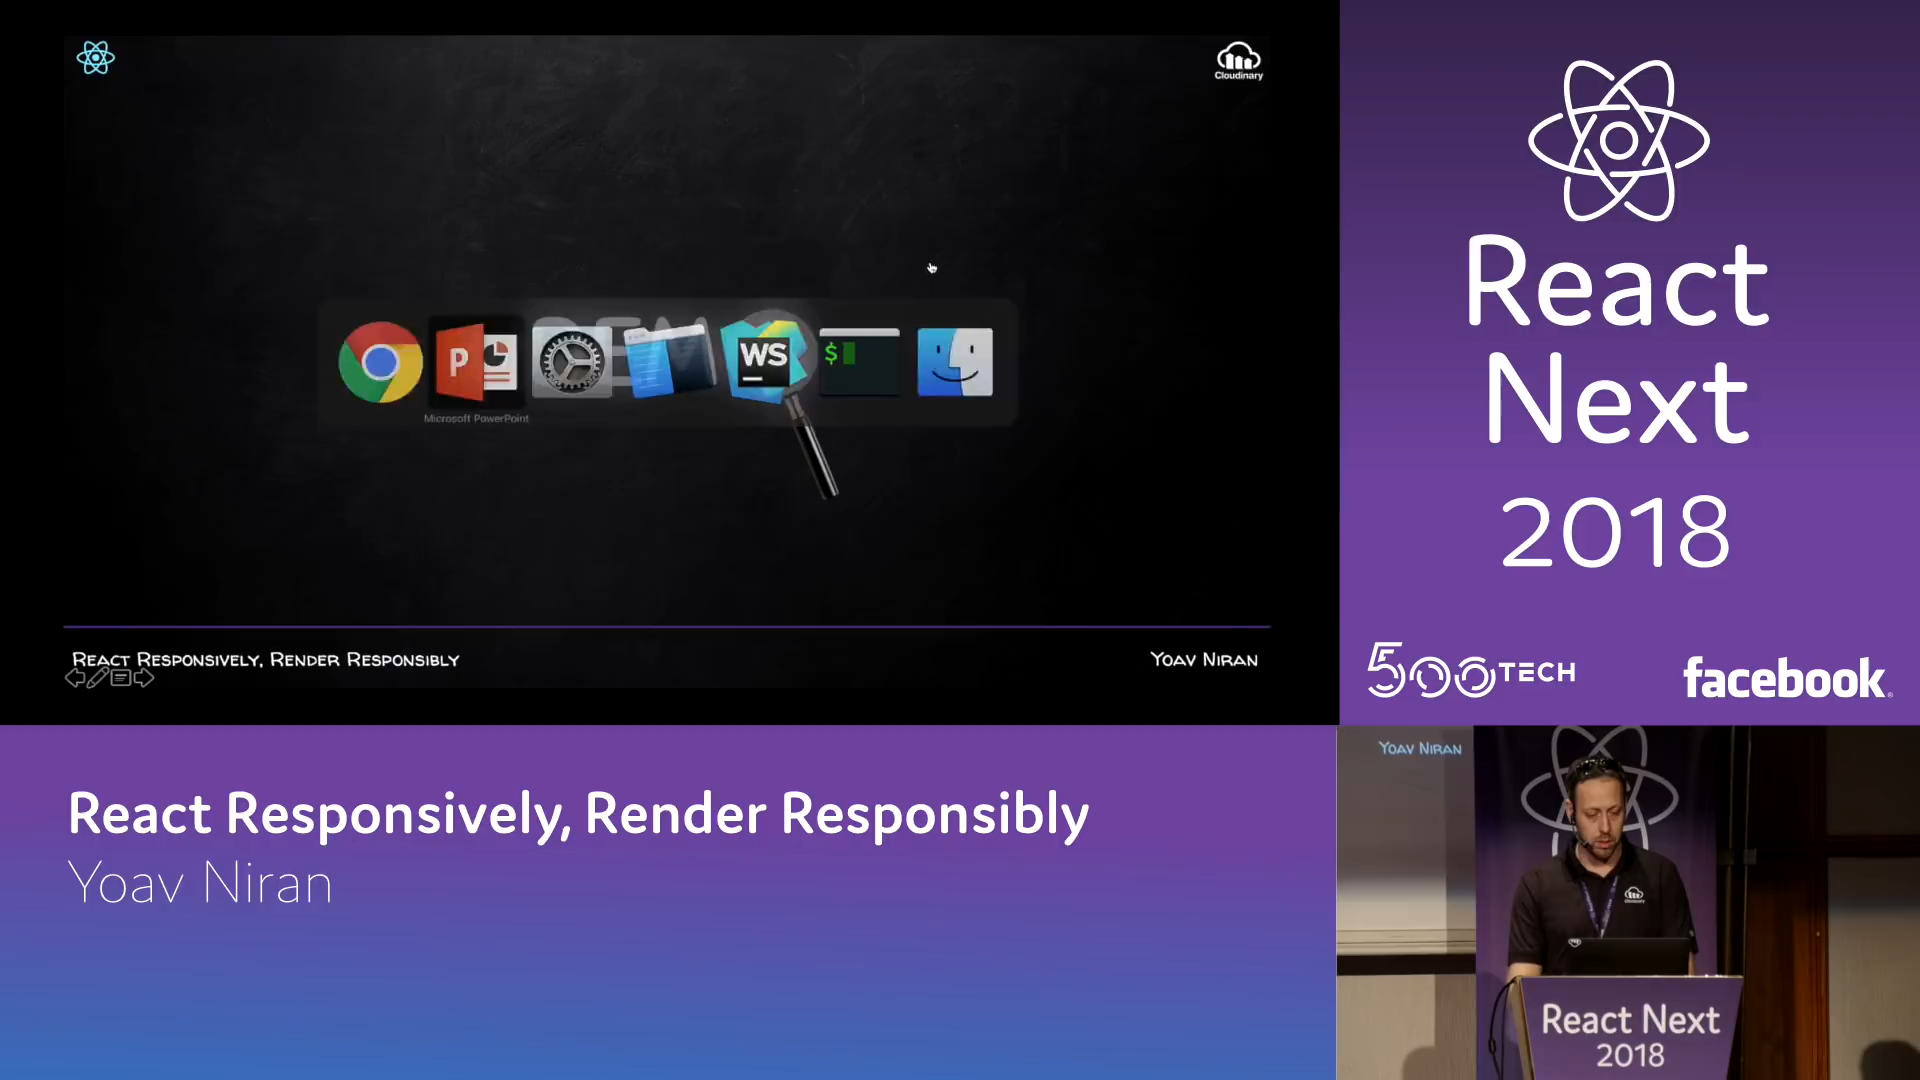 Cloudinary
DEMO
P
WS
$
Microsoft PowerPoint
React Responsively, Render Responsibly
Yoav Niran
React
Next
2018
500TECH
facebook
React Responsively, Render Responsibly
Yoav Niran
Yoav Niran
React Next
2018